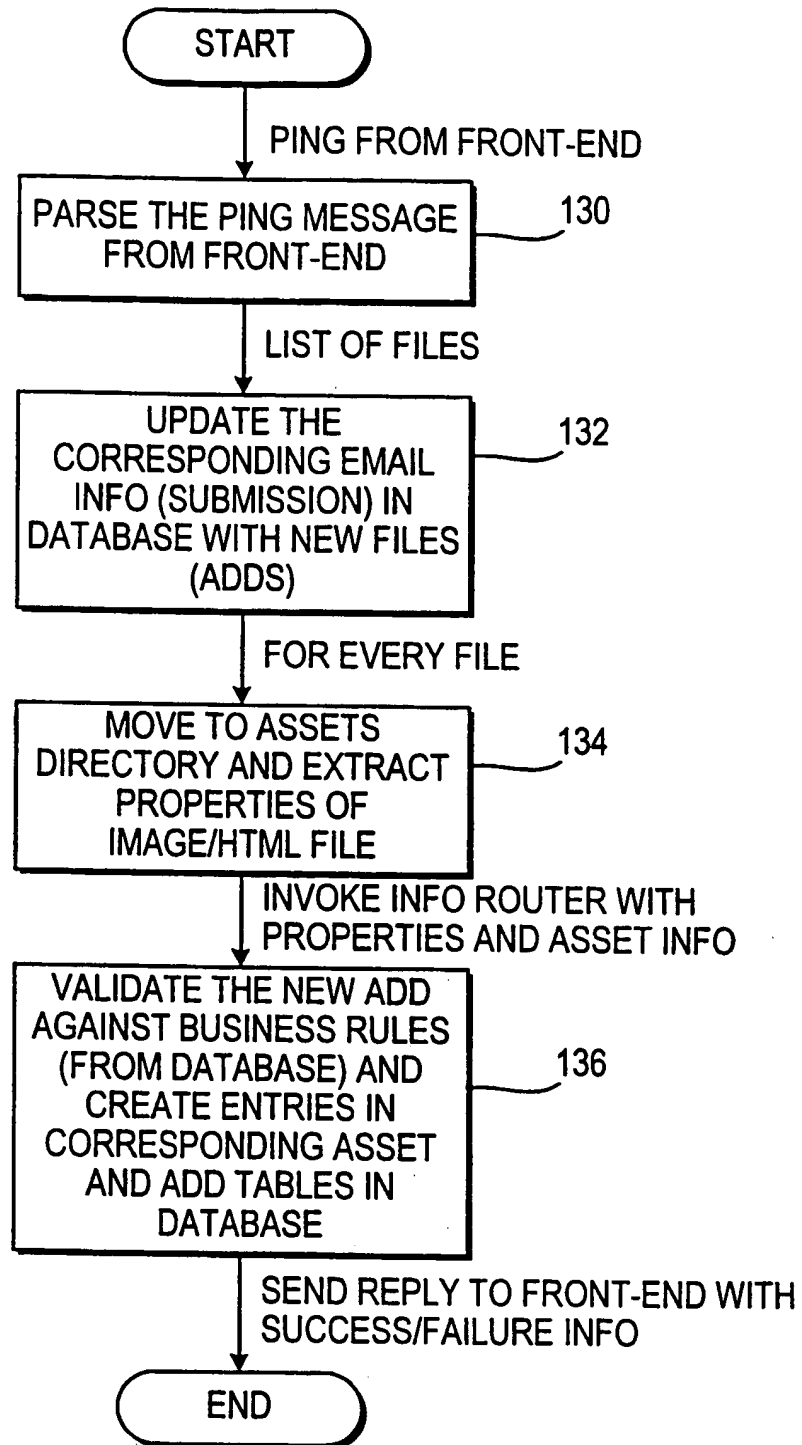 START
PING FROM FRONT-END
PARSE THE PING MESSAGE
FROM FRONT-END
130
LIST OF FILES
UPDATE THE
CORRESPONDING EMAIL
INFO (SUBMISSION) IN
DATABASE WITH NEW FILES
(ADDS)
132
FOR EVERY FILE
MOVE TO ASSETS
DIRECTORY AND EXTRACT
PROPERTIES OF
IMAGE/HTML FILE
134
INVOKE INFO ROUTER WITH
PROPERTIES AND ASSET INFO
VALIDATE THE NEW ADD
AGAINST BUSINESS RULES
(FROM DATABASE) AND
CREATE ENTRIES IN
CORRESPONDING ASSET
AND ADD TABLES IN
DATABASE
136
SEND REPLY TO FRONT-END WITH
SUCCESS/FAILURE INFO
END